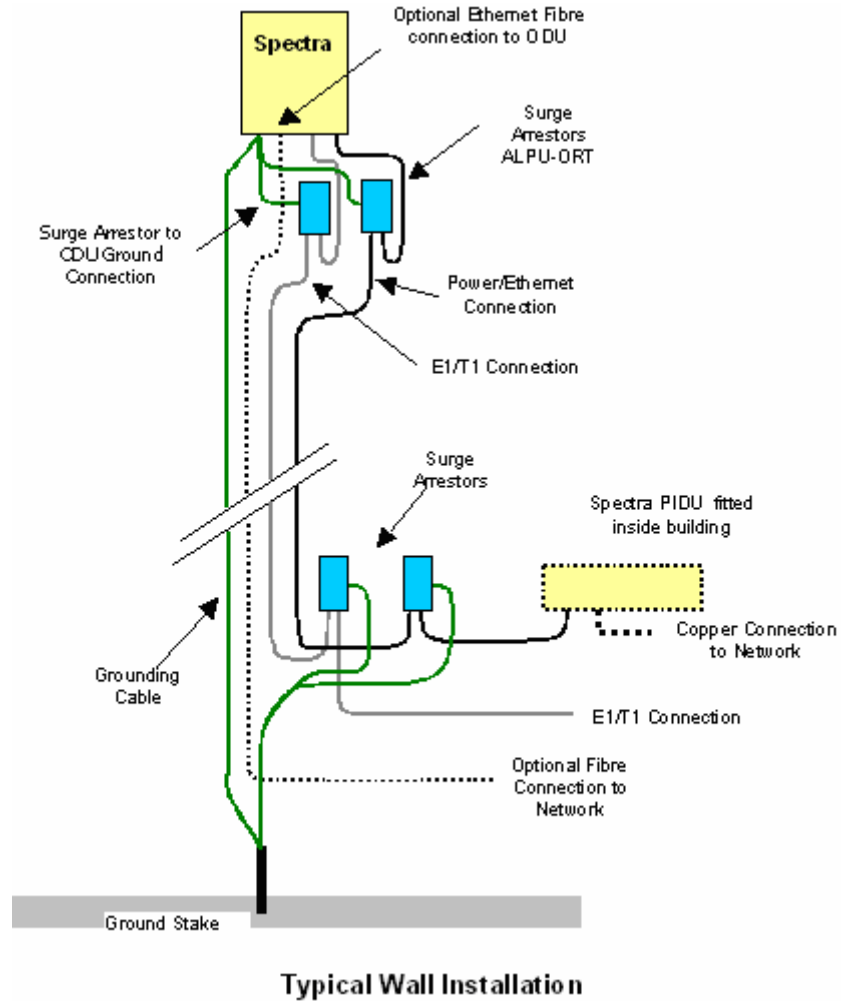 Optional Ethernet Fibre
connection to ODU
Spectra
Surge
Arrestors
ALPU-ORT
Surge Arrestor to
ODU Ground
Connection
Power/Ethernet
Connection
E1/T1 Connection
Surge
Arrestors
Spectra PIDU fitted
inside building
Copper Connection
to Network
Grounding
Cable
E1/T1 Connection
Optional Fibre
Connection to
Network
Ground Stake
Typical Wall Installation